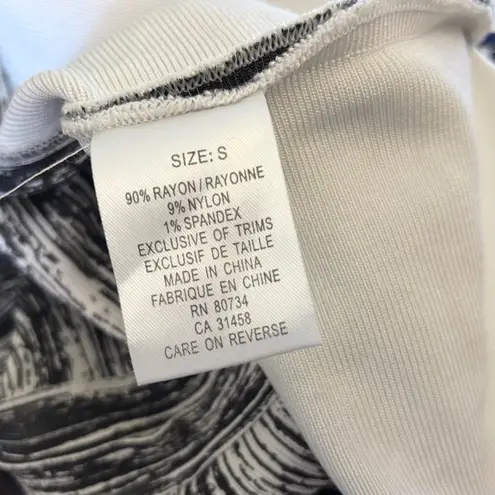 SIZE: S
90% RAYON/RAYONNE
9% NYLON
1% SPANDEX
EXCLUSIVE OF TRIMS
EXCLUSIF DE TAILLE
MADE IN CHINA
FABRIQUE EN CHINE
RN 80734
CA 31458
CARE ON REVERSE